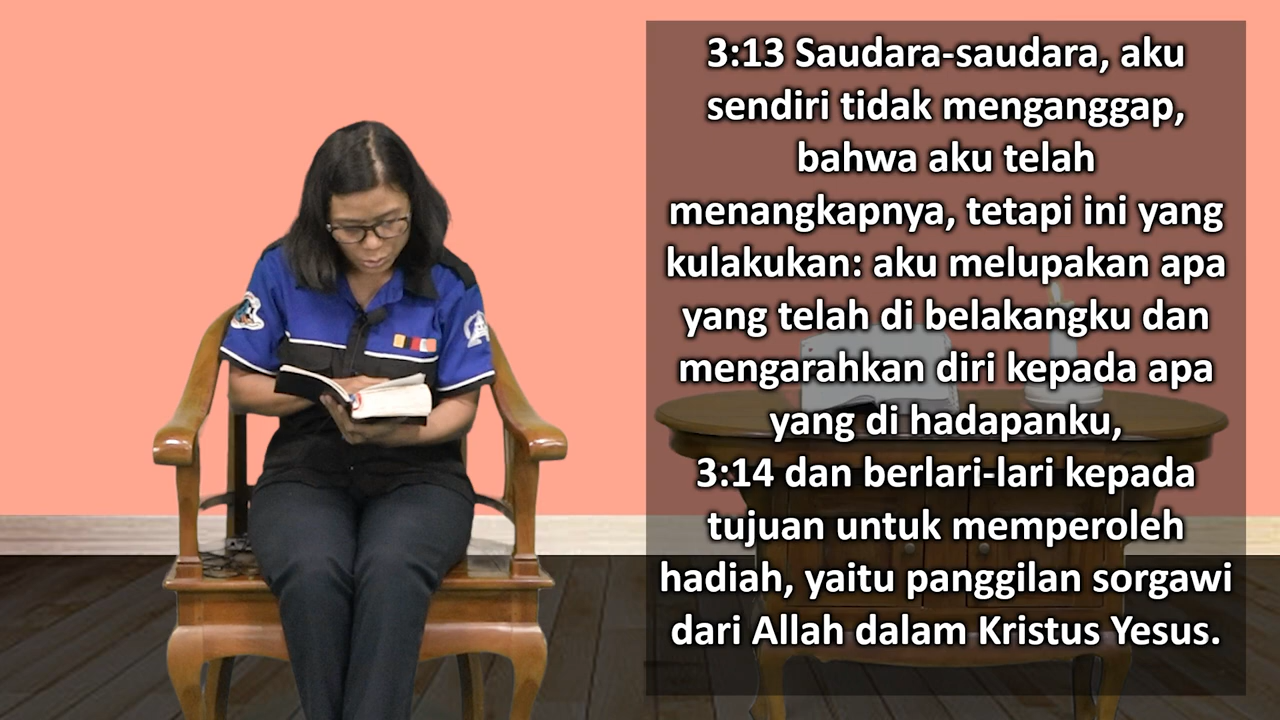 3:13 Saudara-saudara, aku
sendiri tidak menganggap,
bahwa aku telah
menangkapnya, tetapi ini yang
kulakukan: aku melupakan apa
yang telah di belakangku dan
mengarahkan diri kepada apa
yang di hadapanku,
3:14 dan berlari-lari kepada
tujuan untuk memperoleh
hadiah, yaitu panggilan sorgawi
dari Allah dalam Kristus Yesus.